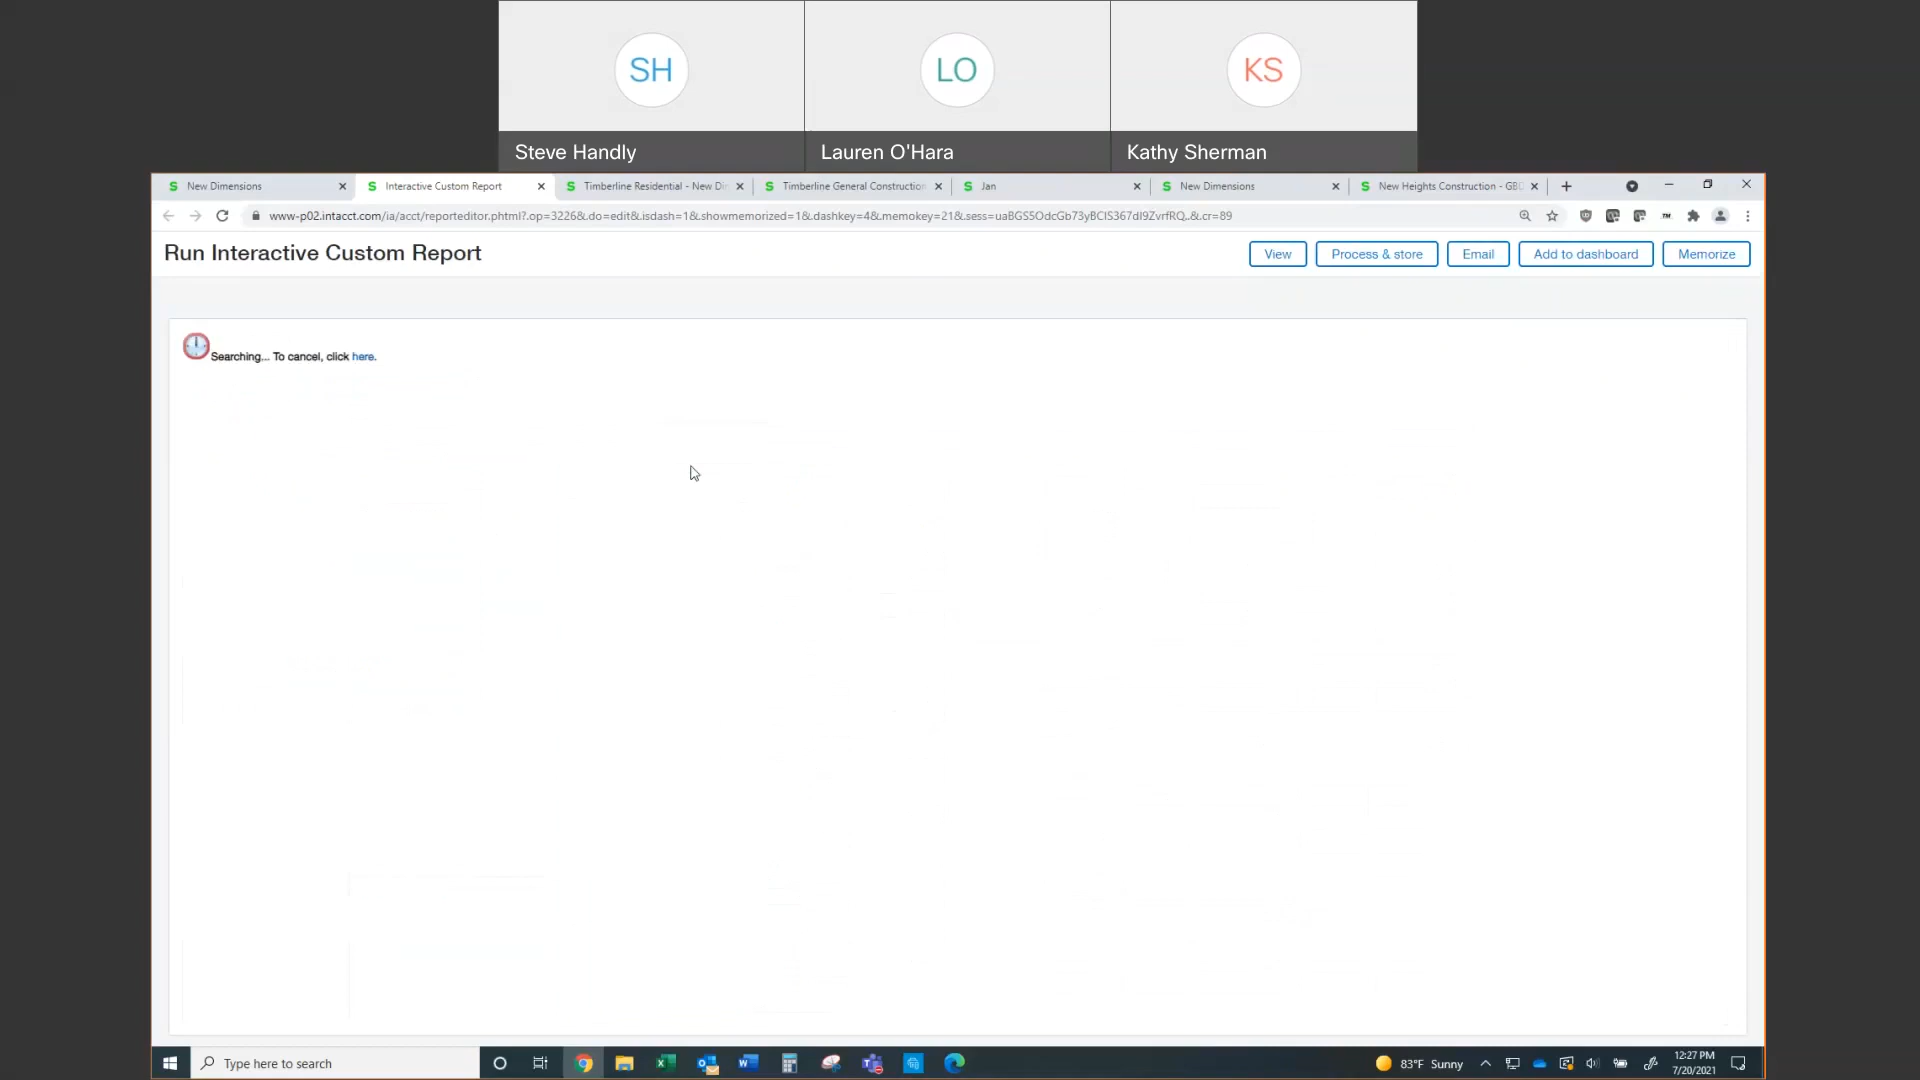 SH
LO
KS
Steve Handly
Lauren O'Hara
Kathy Sherman
New Dimensions
Interactive Custom Report
Timberline Residential - New Di
Timberline General Construction
Jan
New Dimensions
New Heights Construction - GB
www-p02.intacct.com/ia/acct/reporteditor.phtml?.op=3226&.do=edit&.isdash=1&.showmemorized=1&.dashkey=4&.memokey=21&.sess=uaBGS5OdcGb73yBCIS367dI9ZvrfRQ..&.cr=89
Run Interactive Custom Report
View
Process & store
Email
Add to dashboard
Memorize
Searching... To cancel, click here.
Type here to search
83°F Sunny
12:27 PM
7/20/2021